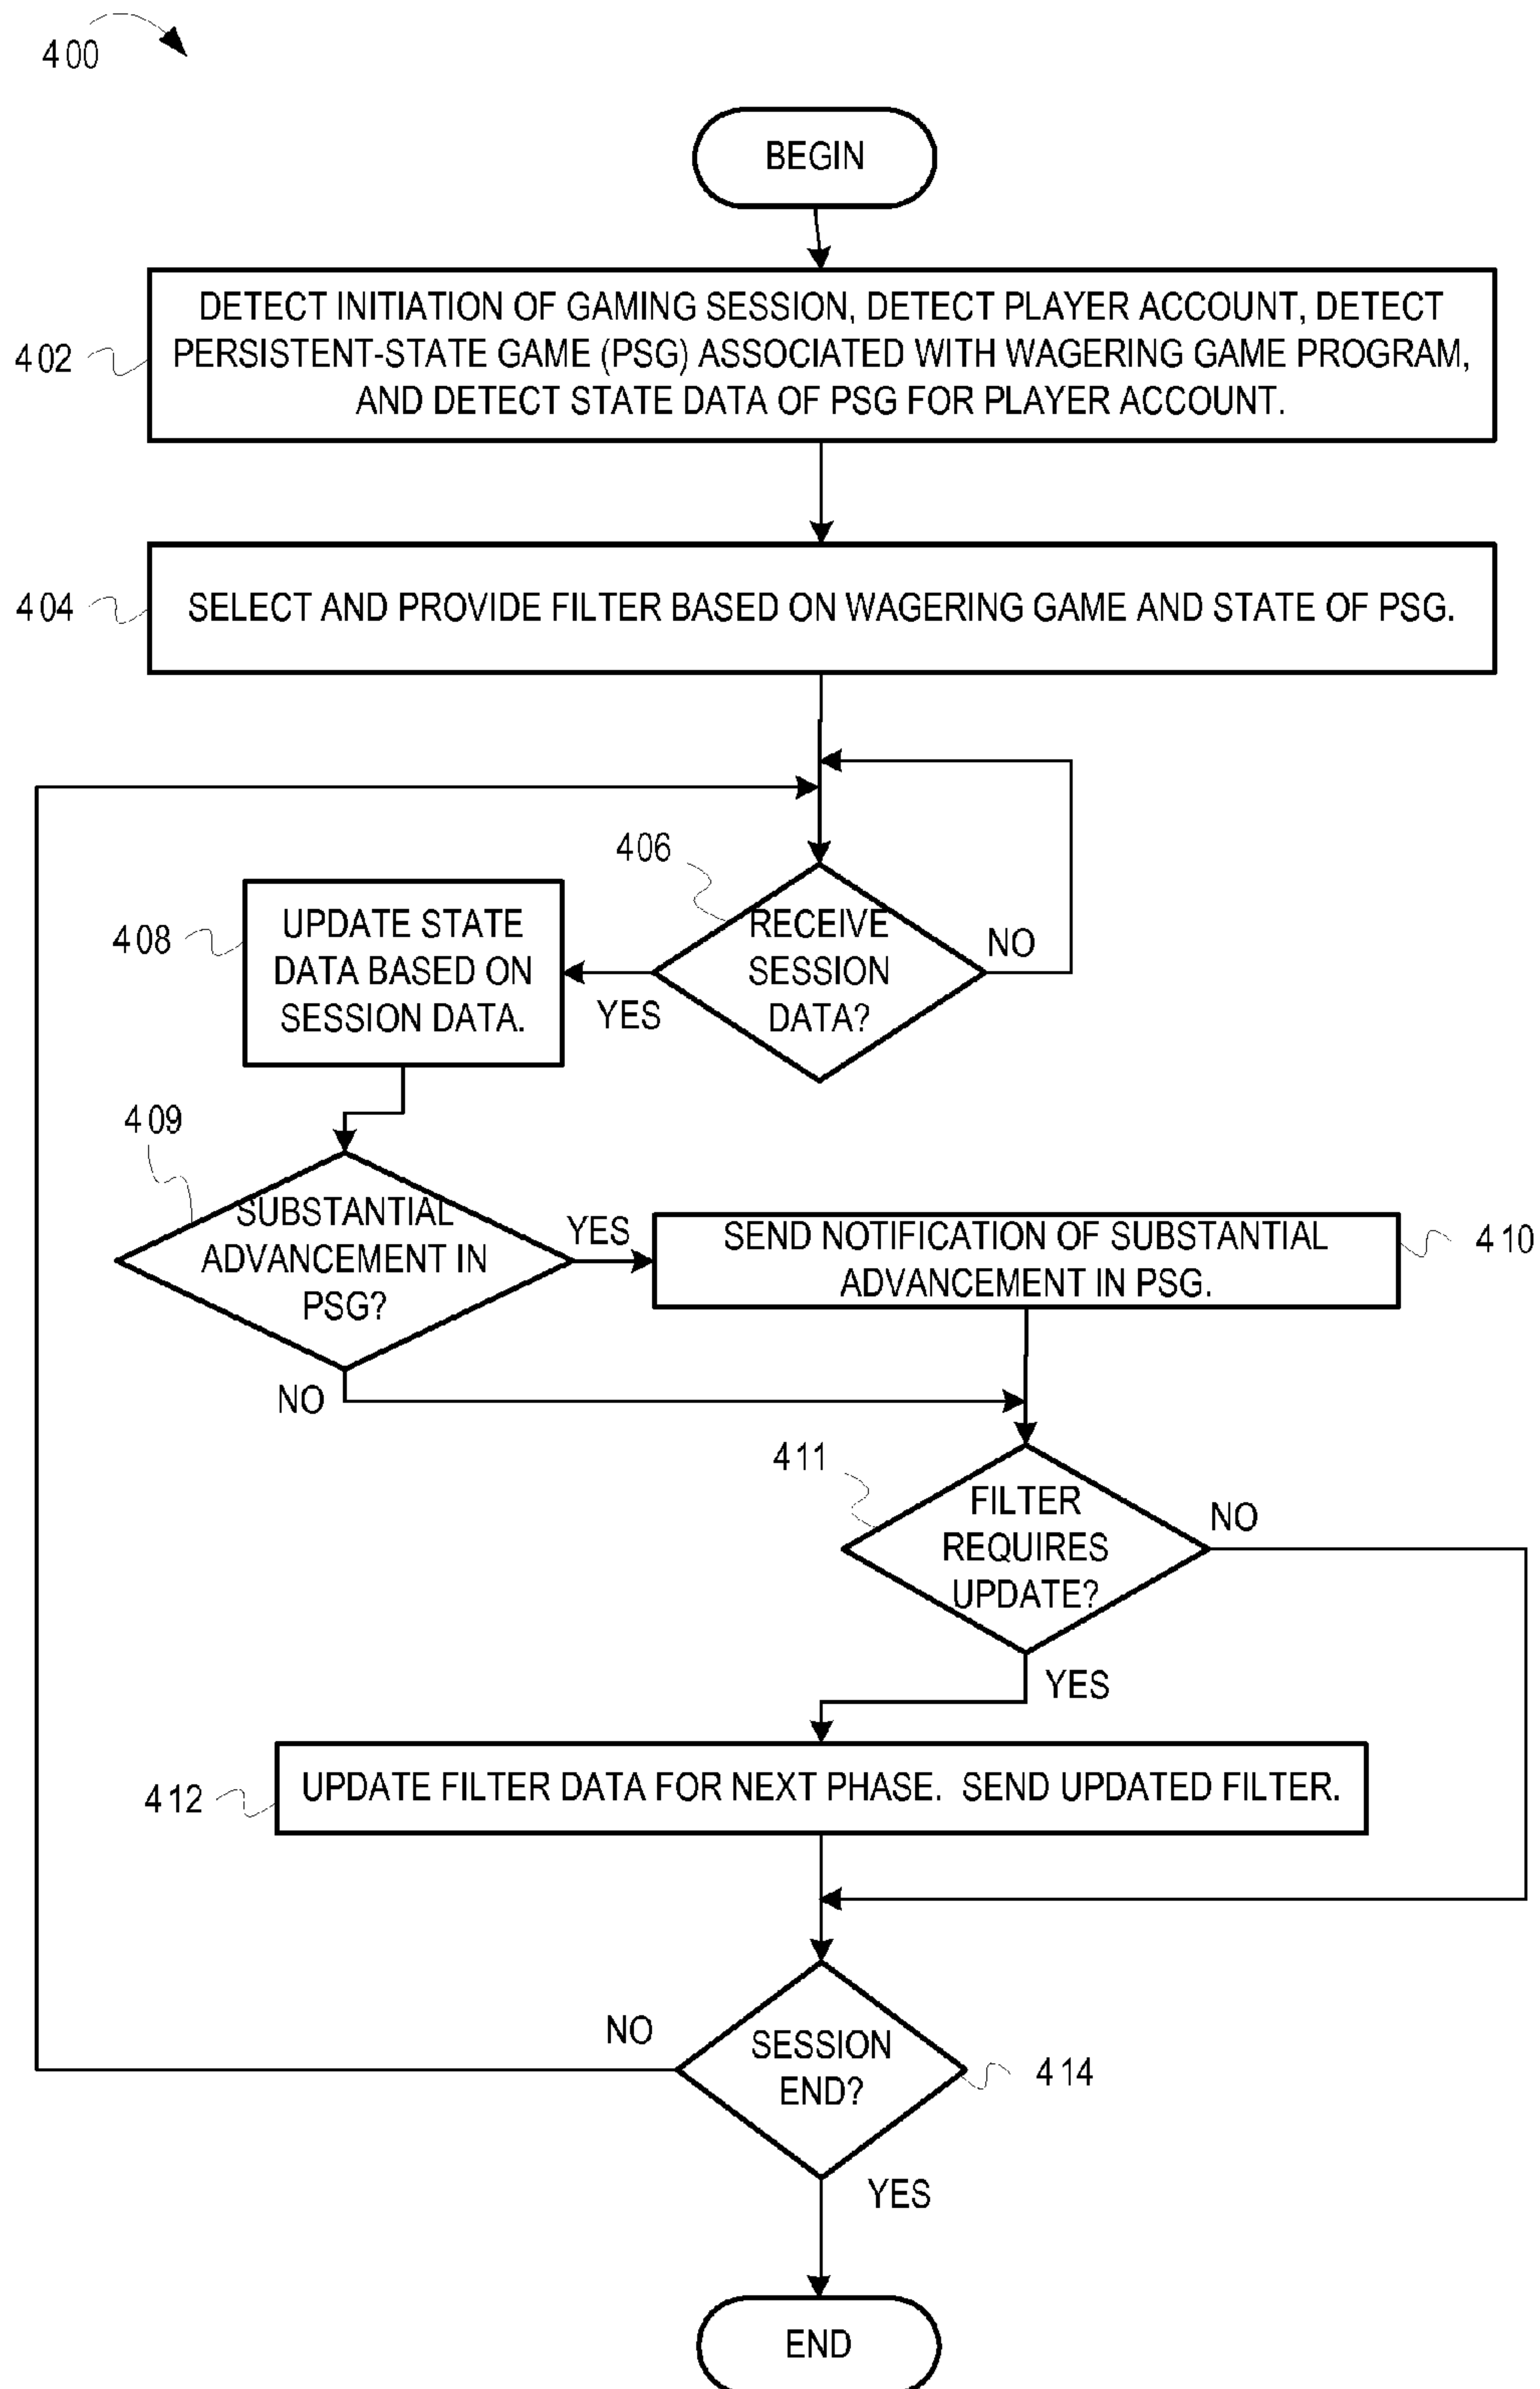 400
BEGIN
DETECT INITIATION OF GAMING SESSION, DETECT PLAYER ACCOUNT, DETECT
PERSISTENT-STATE GAME (PSG) ASSOCIATED WITH WAGERING GAME PROGRAM,
AND DETECT STATE DATA OF PSG FOR PLAYER ACCOUNT.
402
SELECT AND PROVIDE FILTER BASED ON WAGERING GAME AND STATE OF PSG.
404
406
RECEIVE
SESSION
DATA?
NO
YES
408
UPDATE STATE
DATA BASED ON
SESSION DATA.
409
SUBSTANTIAL
ADVANCEMENT IN
PSG?
YES
NO
SEND NOTIFICATION OF SUBSTANTIAL
ADVANCEMENT IN PSG.
410
411
FILTER
REQUIRES
UPDATE?
NO
YES
412
UPDATE FILTER DATA FOR NEXT PHASE.  SEND UPDATED FILTER.
NO
SESSION
END?
414
YES
END